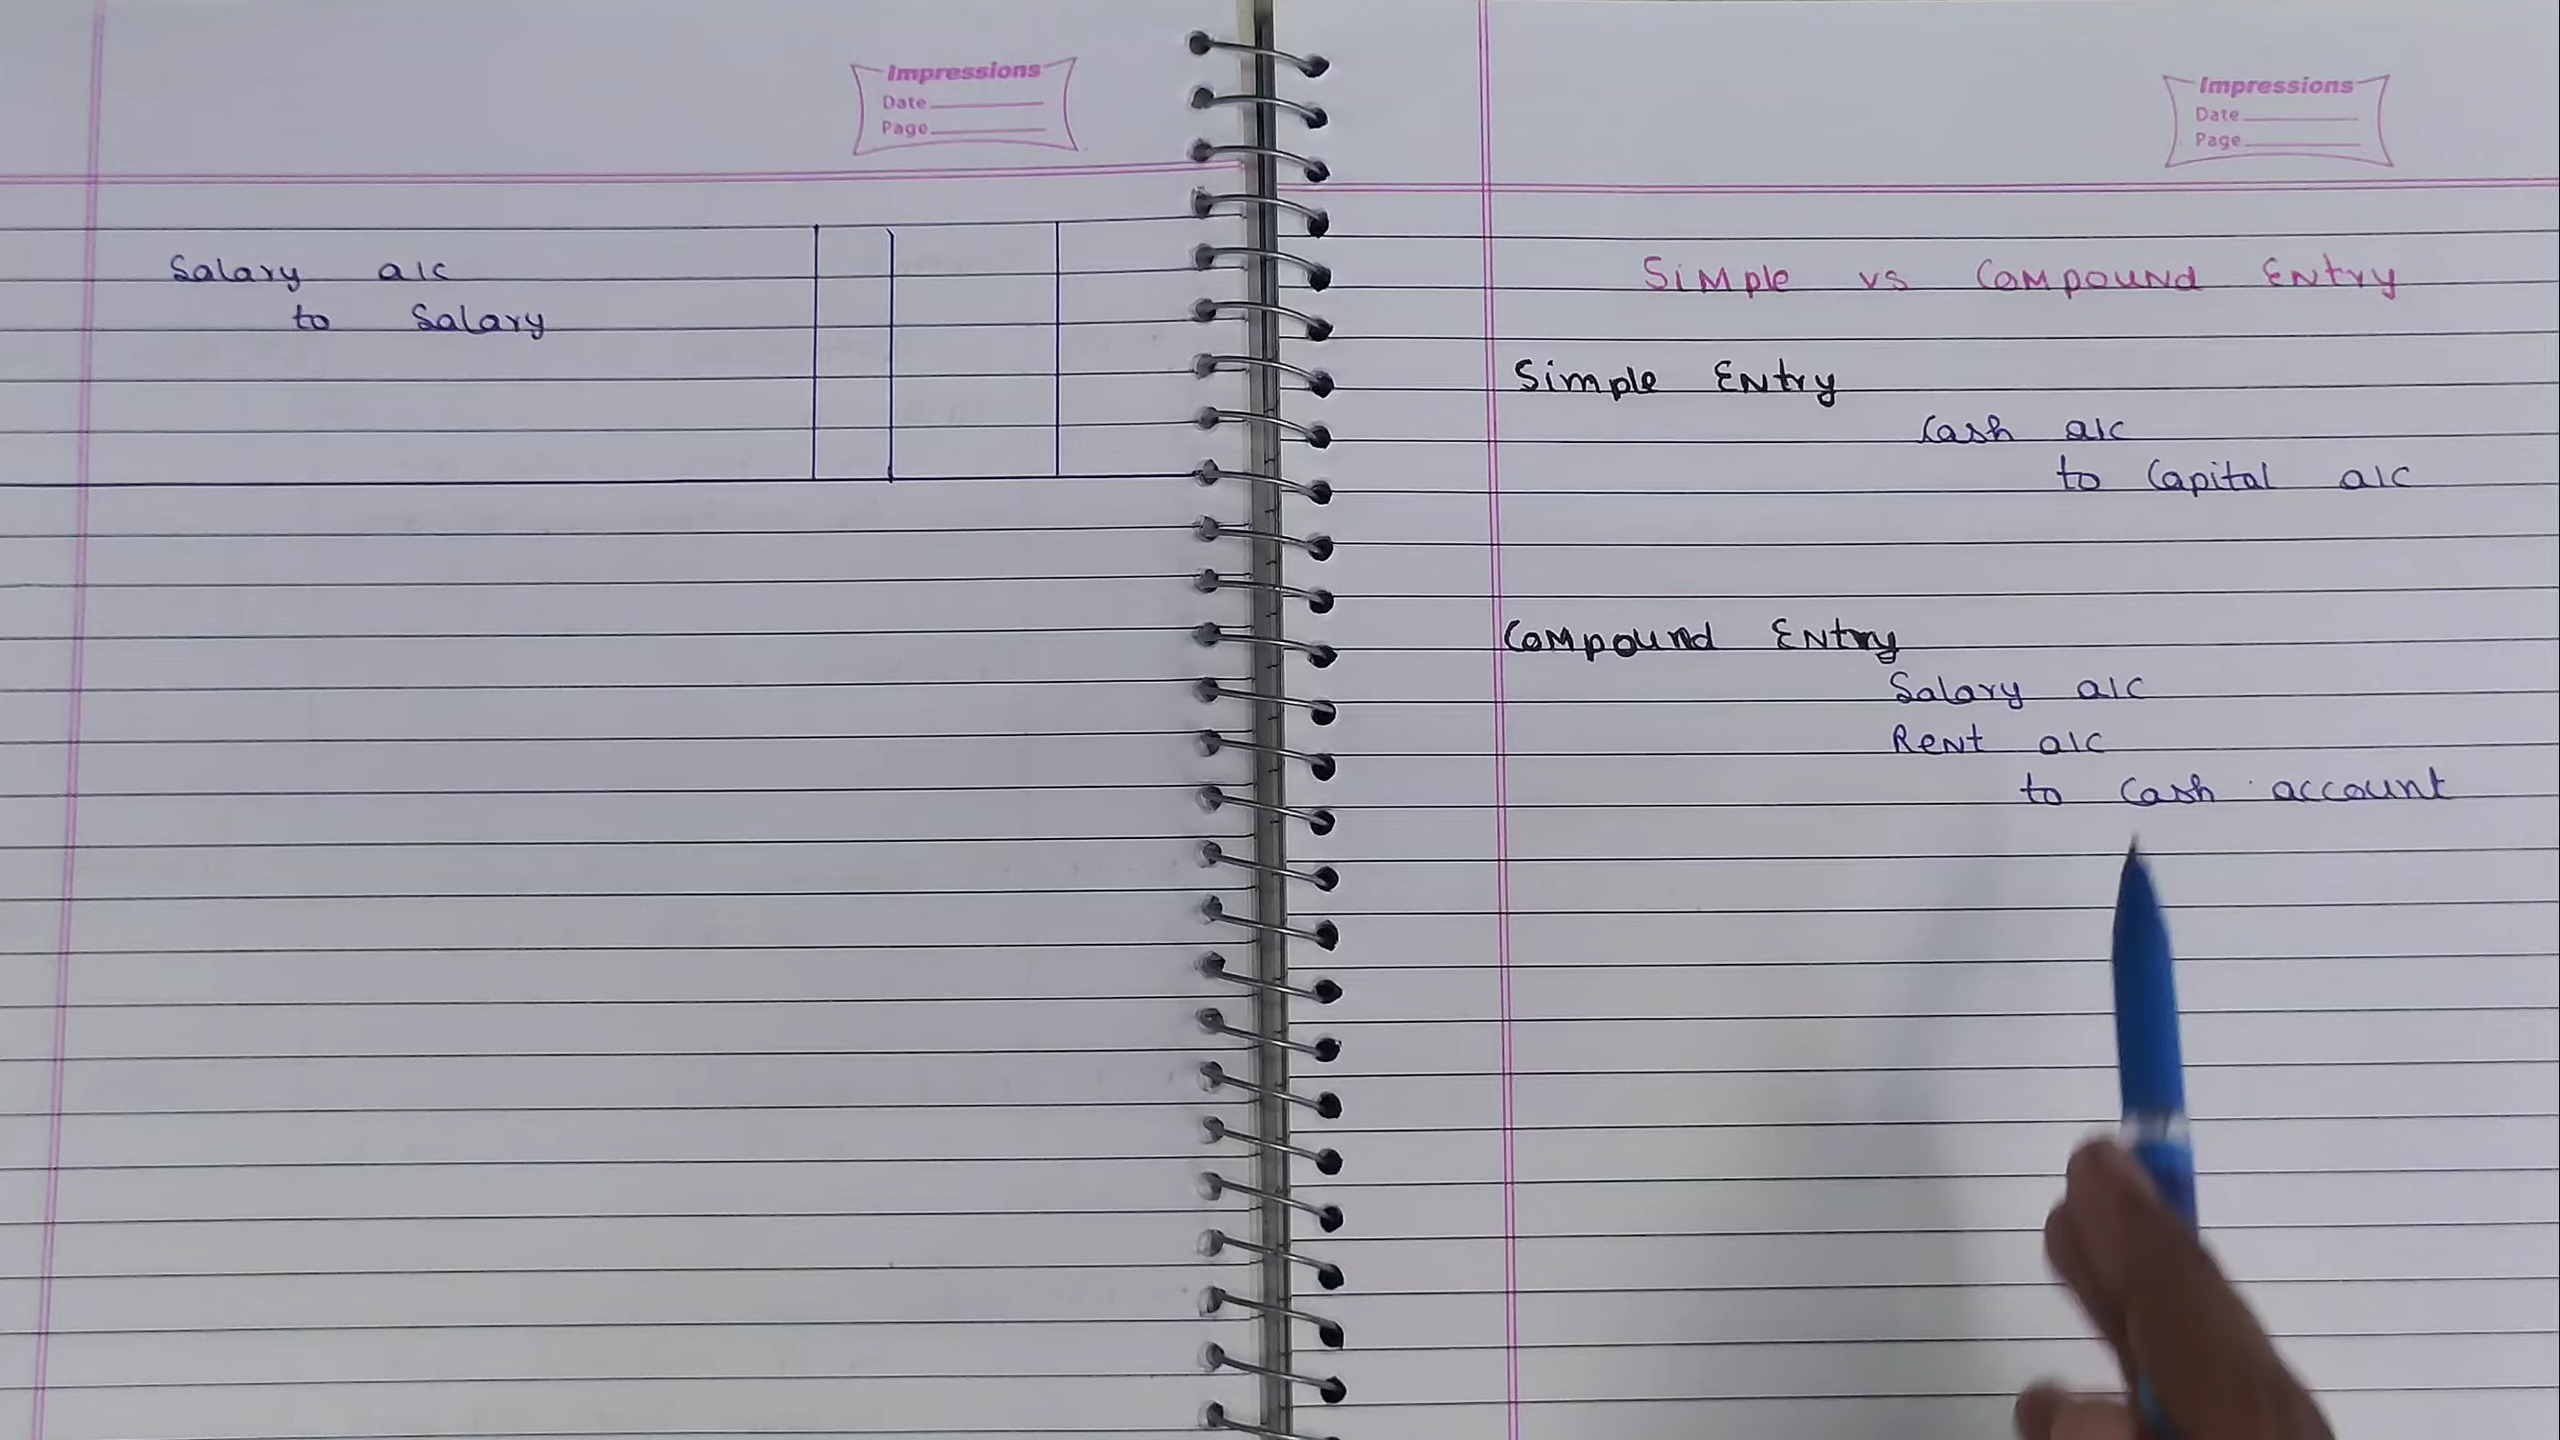 Impressions
Date
Page
Salary a/c
to Salary
Impressions
Date
Page
Simple vs Compound Entry
Simple Entry
Cash a/c
to Capital a/c
Compound Entry
Salary a/c
Rent a/c
to Cash account